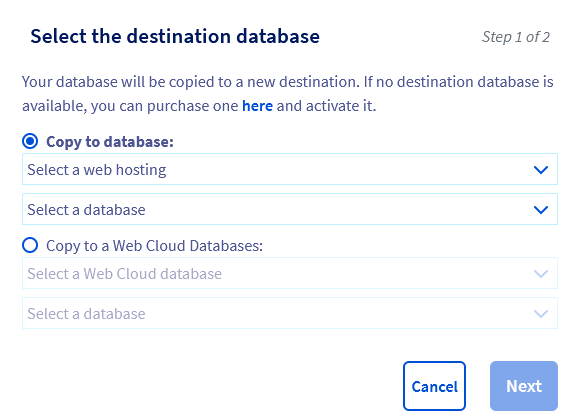 Select the destination database
Step 1 of 2
Your database will be copied to a new destination. If no destination database is
available, you can purchase one here and activate it.
Copy to database:
Select a web hosting
Select a database
Copy to a Web Cloud Databases:
Select a Web Cloud database
Select a database
Cancel
Next